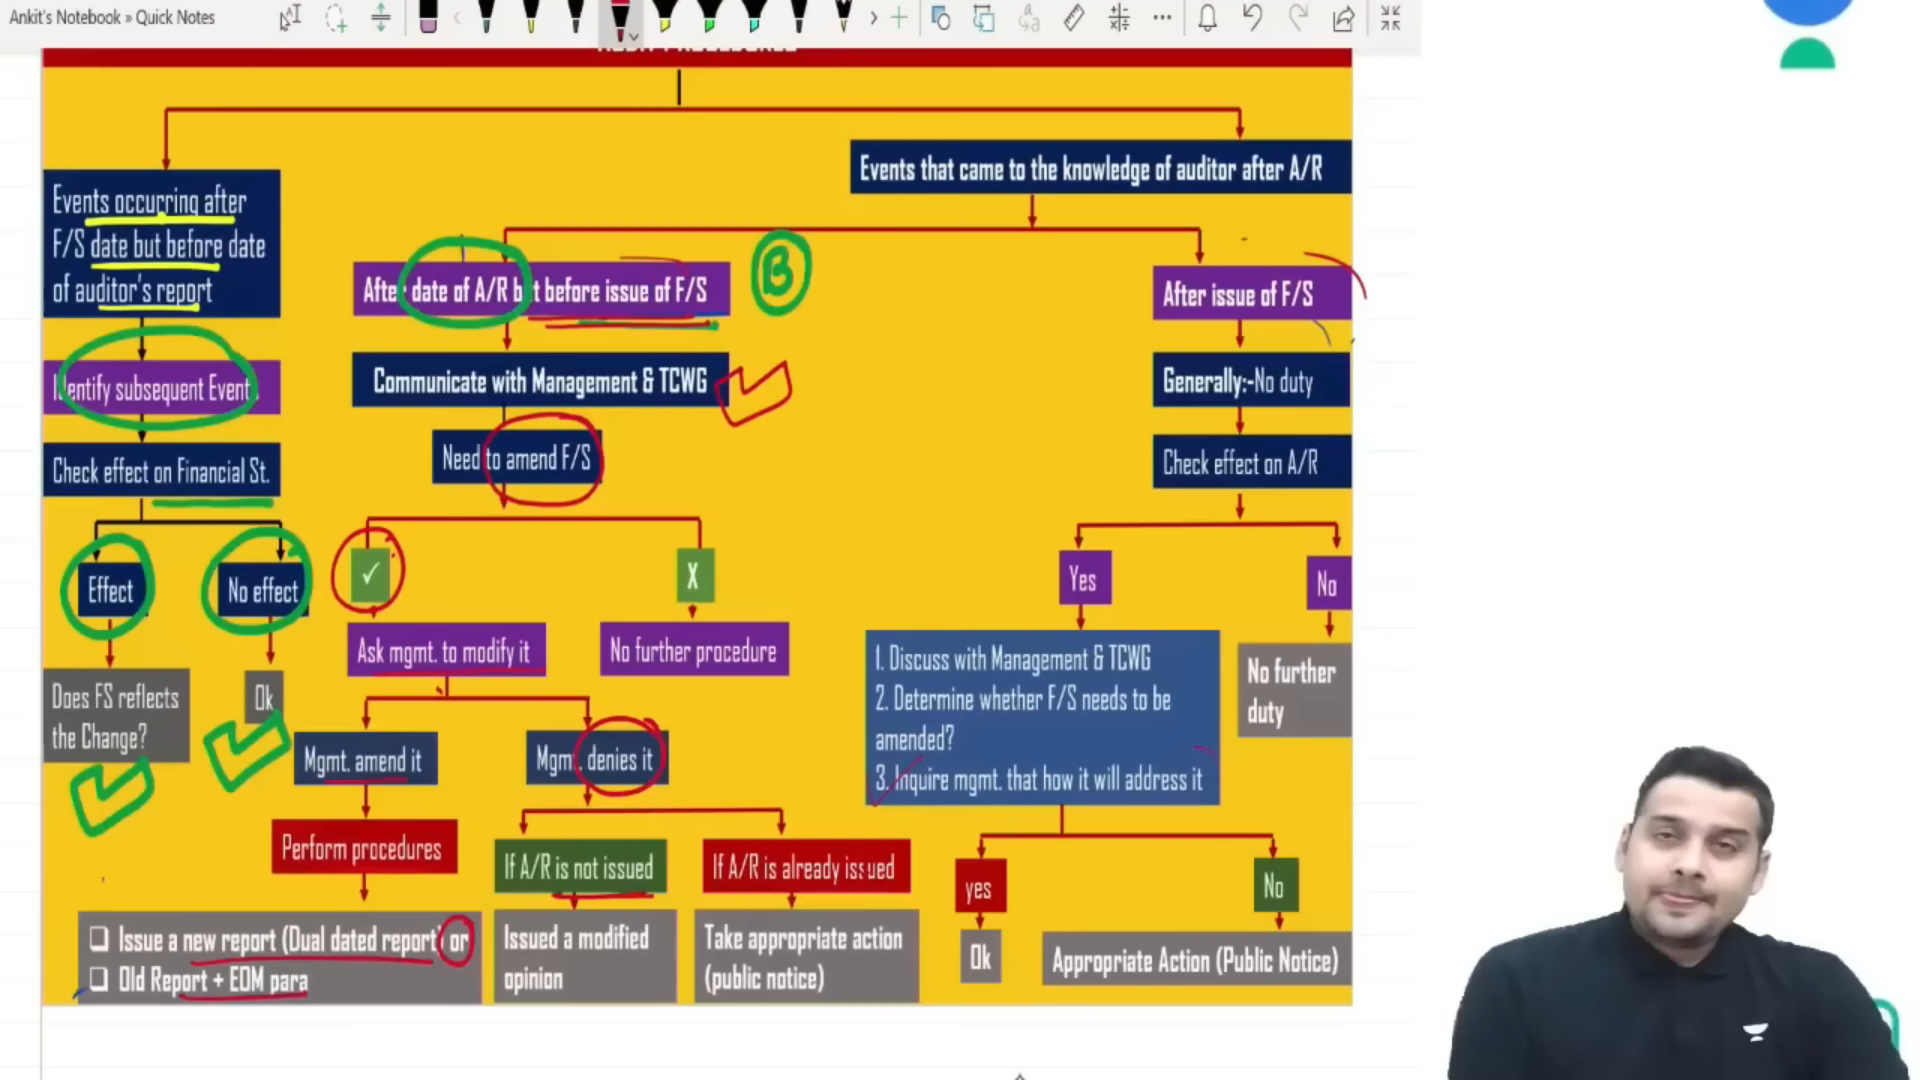 Ankit's Notebook » Quick Notes
Events that came to the knowledge of auditor after A/R
Events occurring after
F/S date but before date
of auditor's report
Identify subsequent Event
Check effect on Financial St.
Effect
No effect
Does FS reflects
the Change?
Ok
After date of A/R but before issue of F/S
B
Communicate with Management & TCWG
Need to amend F/S
✓
X
Ask mgmt. to modify it
No further procedure
Mgmt. amend it
Mgmt. denies it
Perform procedures
If A/R is not issued
If A/R is already issued
❑ Issue a new report (Dual dated report) or
❑ Old Report + EOM para
Issued a modified
opinion
Take appropriate action
(public notice)
After issue of F/S
Generally:-No duty
Check effect on A/R
Yes
No
1. Discuss with Management & TCWG
2. Determine whether F/S needs to be
amended?
3. Inquire mgmt. that how it will address it
No further
duty
yes
No
Ok
Appropriate Action (Public Notice)